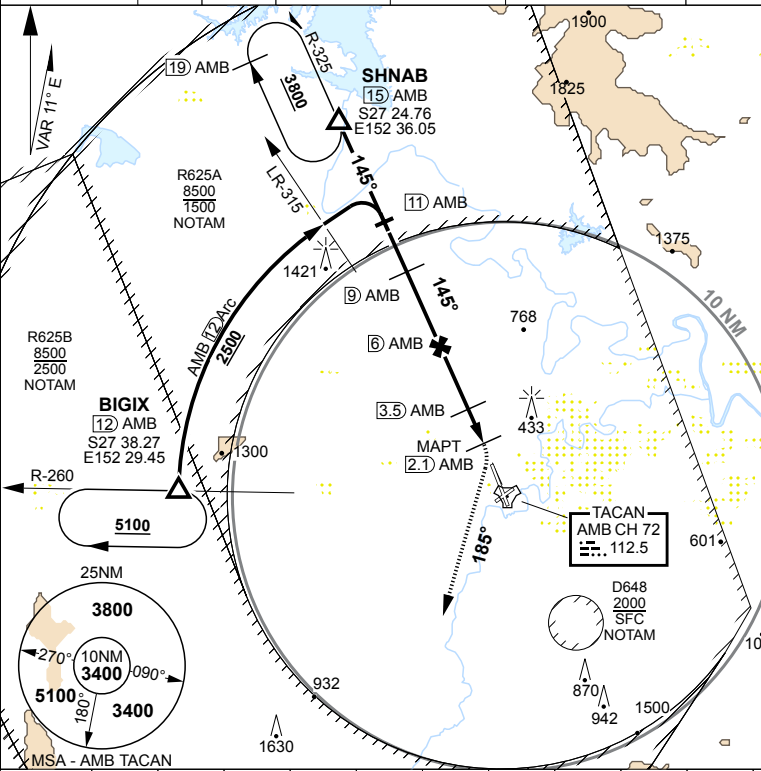 1900
R-325
19 AMB
3800
SHNAB
15 AMB
S27 24.76
E152 36.05
1825
VAR 11° E
145°
R625A
8500
1500
NOTAM
LR-315
11 AMB
1375
1421
9 AMB
145°
10 NM
768
AMB 12 Arc
2500
R625B
8500
2500
NOTAM
6 AMB
BIGIX
12 AMB
S27 38.27
E152 29.45
3.5 AMB
433
MAPT
2.1 AMB
1300
R-260
5100
TACAN
AMB CH 72
112.5
601
185°
25NM
3800
D648
2000
SFC
NOTAM
10NM
3400
270°
090°
180°
5100
3400
10
932
870
942
1500
1630
MSA - AMB TACAN